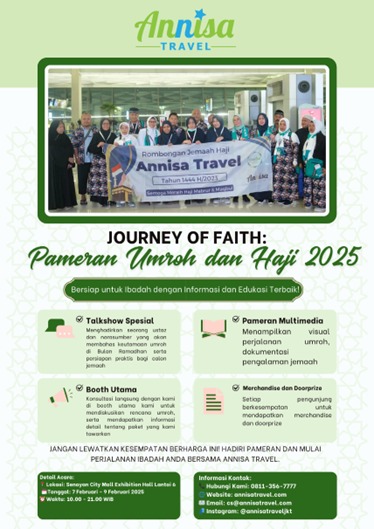 Annisa
TRAVEL
Rombongan Jemaah Haji
Annisa Travel
Tahun 1444 H/2023
Semoga Meraih Haji Mabrur & Maqbul
JOURNEY OF FAITH:
Pameran Umroh dan Haji 2025
Bersiap untuk Ibadah dengan Informasi dan Edukasi Terbaik!
Talkshow Spesial
Menghadirkan seorang ustaz
dan narasumber yang akan
membahas keutamaan umroh
di Bulan Ramadhan serta
persiapan praktis bagi calon
jemaah
Pameran Multimedia
Menampilkan visual
perjalanan umroh,
dokumentasi
pengalaman jemaah
Booth Utama
Konsultasi langsung dengan kami
di booth utama kami untuk
mendiskusikan rencana umroh,
serta mendapatkan informasi
detail tentang paket yang kami
tawarkan
Merchandise dan Doorprize
Setiap pengunjung
berkesempatan untuk
mendapatkan merchandise
dan doorprize
JANGAN LEWATKAN KESEMPATAN BERHARGA INI! HADIRI PAMERAN DAN MULAI
PERJALANAN IBADAH ANDA BERSAMA ANNISA TRAVEL.
Detail Acara:
Lokasi: Senayan City Mall Exhibition Hall Lantai 6
Tanggal: 7 Februari - 9 Februari 2025
Waktu: 10.00 - 21.00 WIB
Informasi Kontak:
Hubungi Kami: 0811-356-7777
Website: annisatravel.com
Email: cs@annisatravel.com
Instagram: @annisatraveljkt